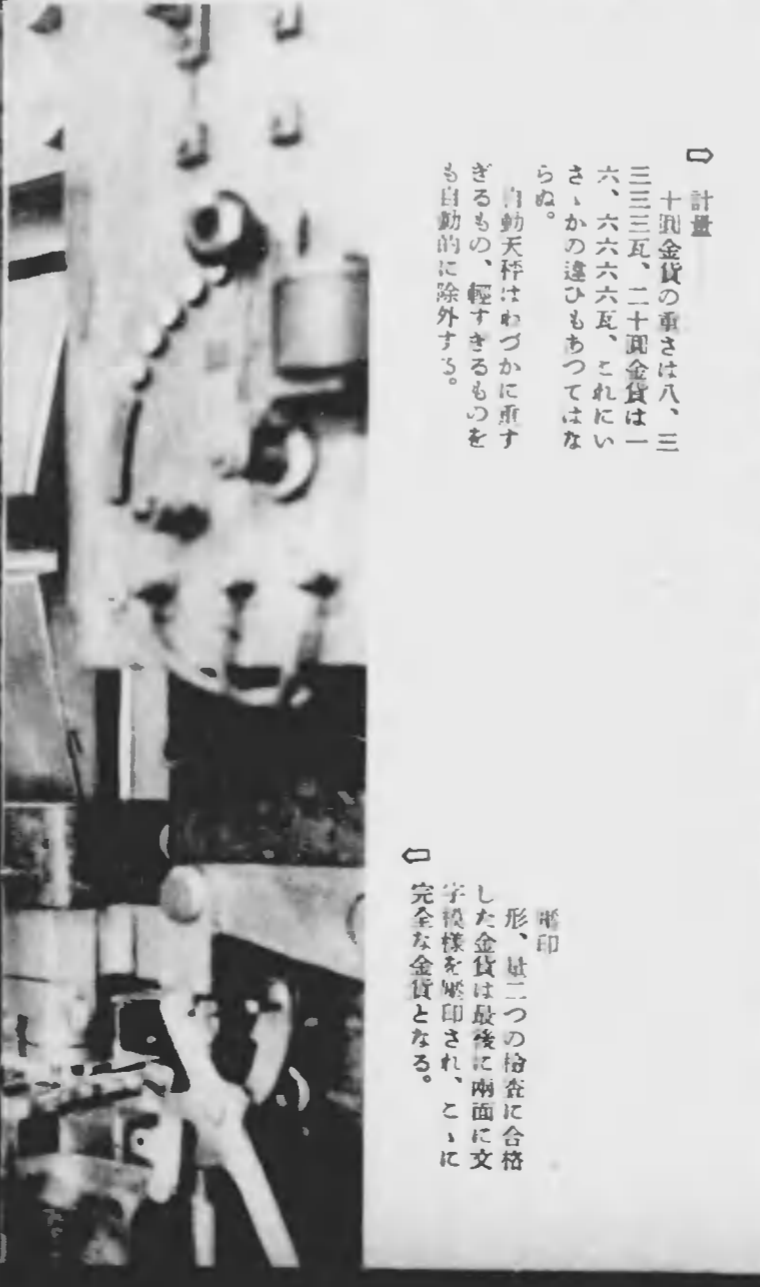 計量
十圓金貨の重さは八、三
三三三瓦、二十圓金貨は一
六、六六六六瓦、これにい
さゝかの違ひもあつてはな
らぬ。
自動天秤はわづかに重す
ぎるもの、輕すぎるものを
も自動的に除外する。
壓印
形、量二つの檢査に合格
した金貨は最後に兩面に文
字模樣を壓印され、こゝに
完全な金貨となる。